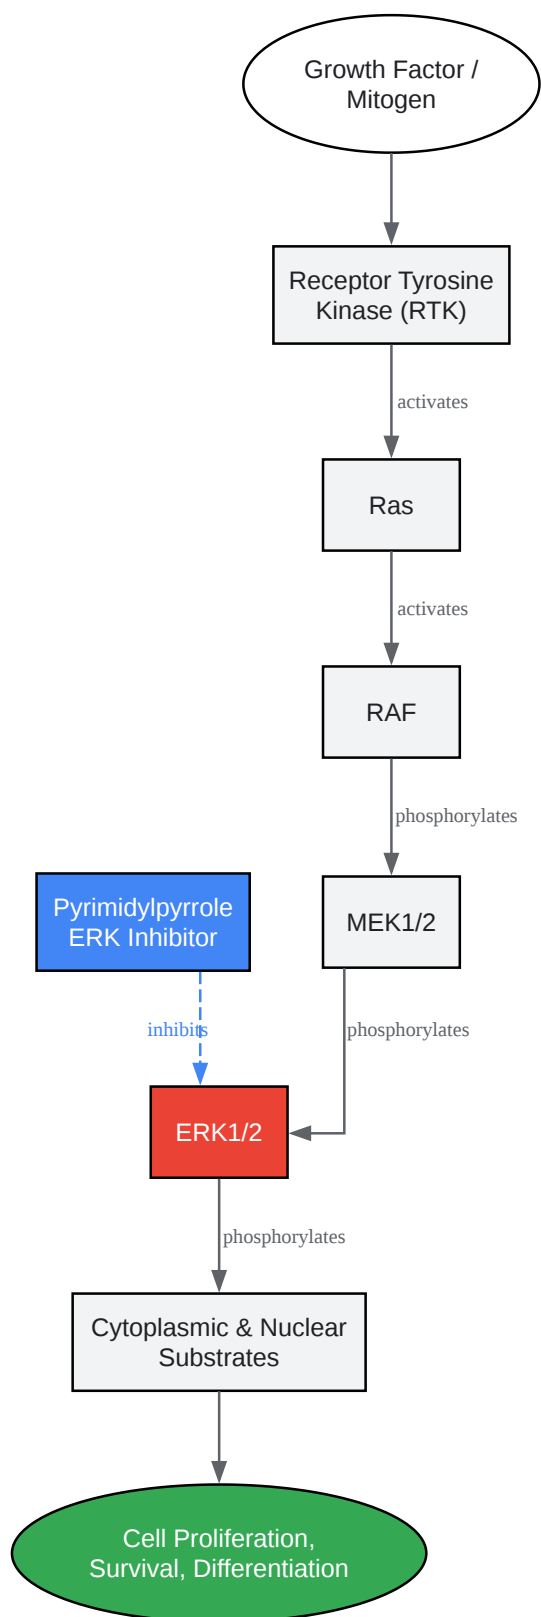 Growth Factor /
Mitogen
Receptor Tyrosine
Kinase (RTK)
activates
Ras
activates
RAF
phosphorylates
Pyrimidylpyrrole
ERK Inhibitor
MEK1/2
inhibits
phosphorylates
ERK1/2
phosphorylates
Cytoplasmic & Nuclear
Substrates
Cell Proliferation,
Survival, Differentiation